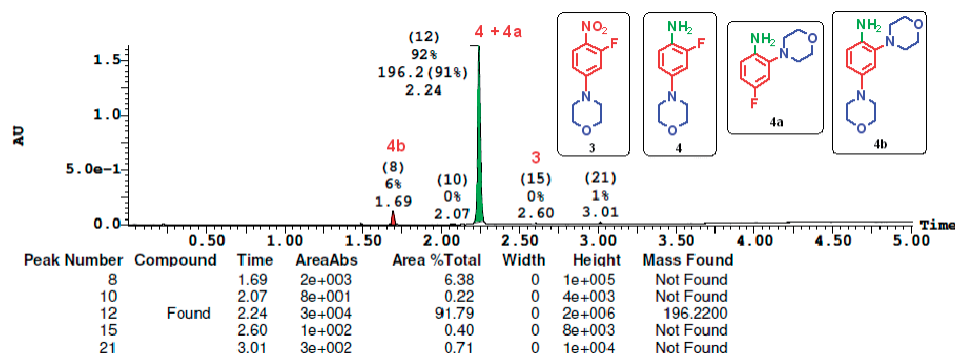 4 + 4a
(12)
92%
196.2(91%)
2.24
4b
(8)
6%
1.69
(10)
0%
2.07
3
(15)
0%
2.60
(21)
1%
3.01
AU
1.5
1.0
5.0e-1
0.0
0.50 1.00 1.50 2.00 2.50 3.00 3.50 4.00 4.50 5.00
Time
NO2
F
N
O
3
NH2
F
N
O
4
NH2
N
O
F
4a
NH2
N
O
N
O
4b
Peak Number Compound Time AreaAbs Area %Total Width Height Mass Found
8 1.69 2e+003 6.38 0 1e+005 Not Found
10 2.07 8e+001 0.22 0 4e+003 Not Found
12 Found 2.24 3e+004 91.79 0 2e+006 196.2200
15 2.60 1e+002 0.40 0 8e+003 Not Found
21 3.01 3e+002 0.71 0 1e+004 Not Found